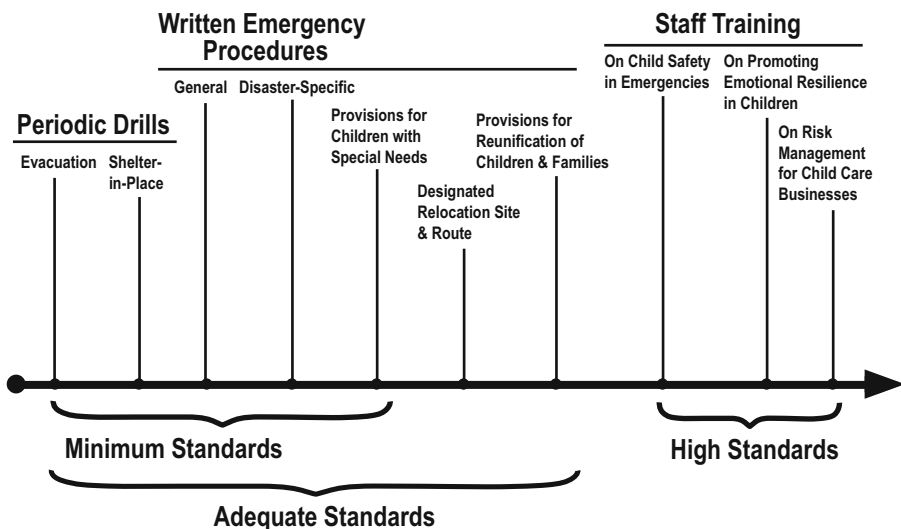 Written Emergency
Procedures
Staff Training
General
Disaster-Specific
On Child Safety
in Emergencies
On Promoting
Emotional Resilience
in Children
Periodic Drills
Provisions for
Children with
Special Needs
Provisions for
Reunification of
Children & Families
On Risk
Management
for Child Care
Businesses
Evacuation
Shelter-
in-Place
Designated
Relocation Site
& Route
Minimum Standards
High Standards
Adequate Standards